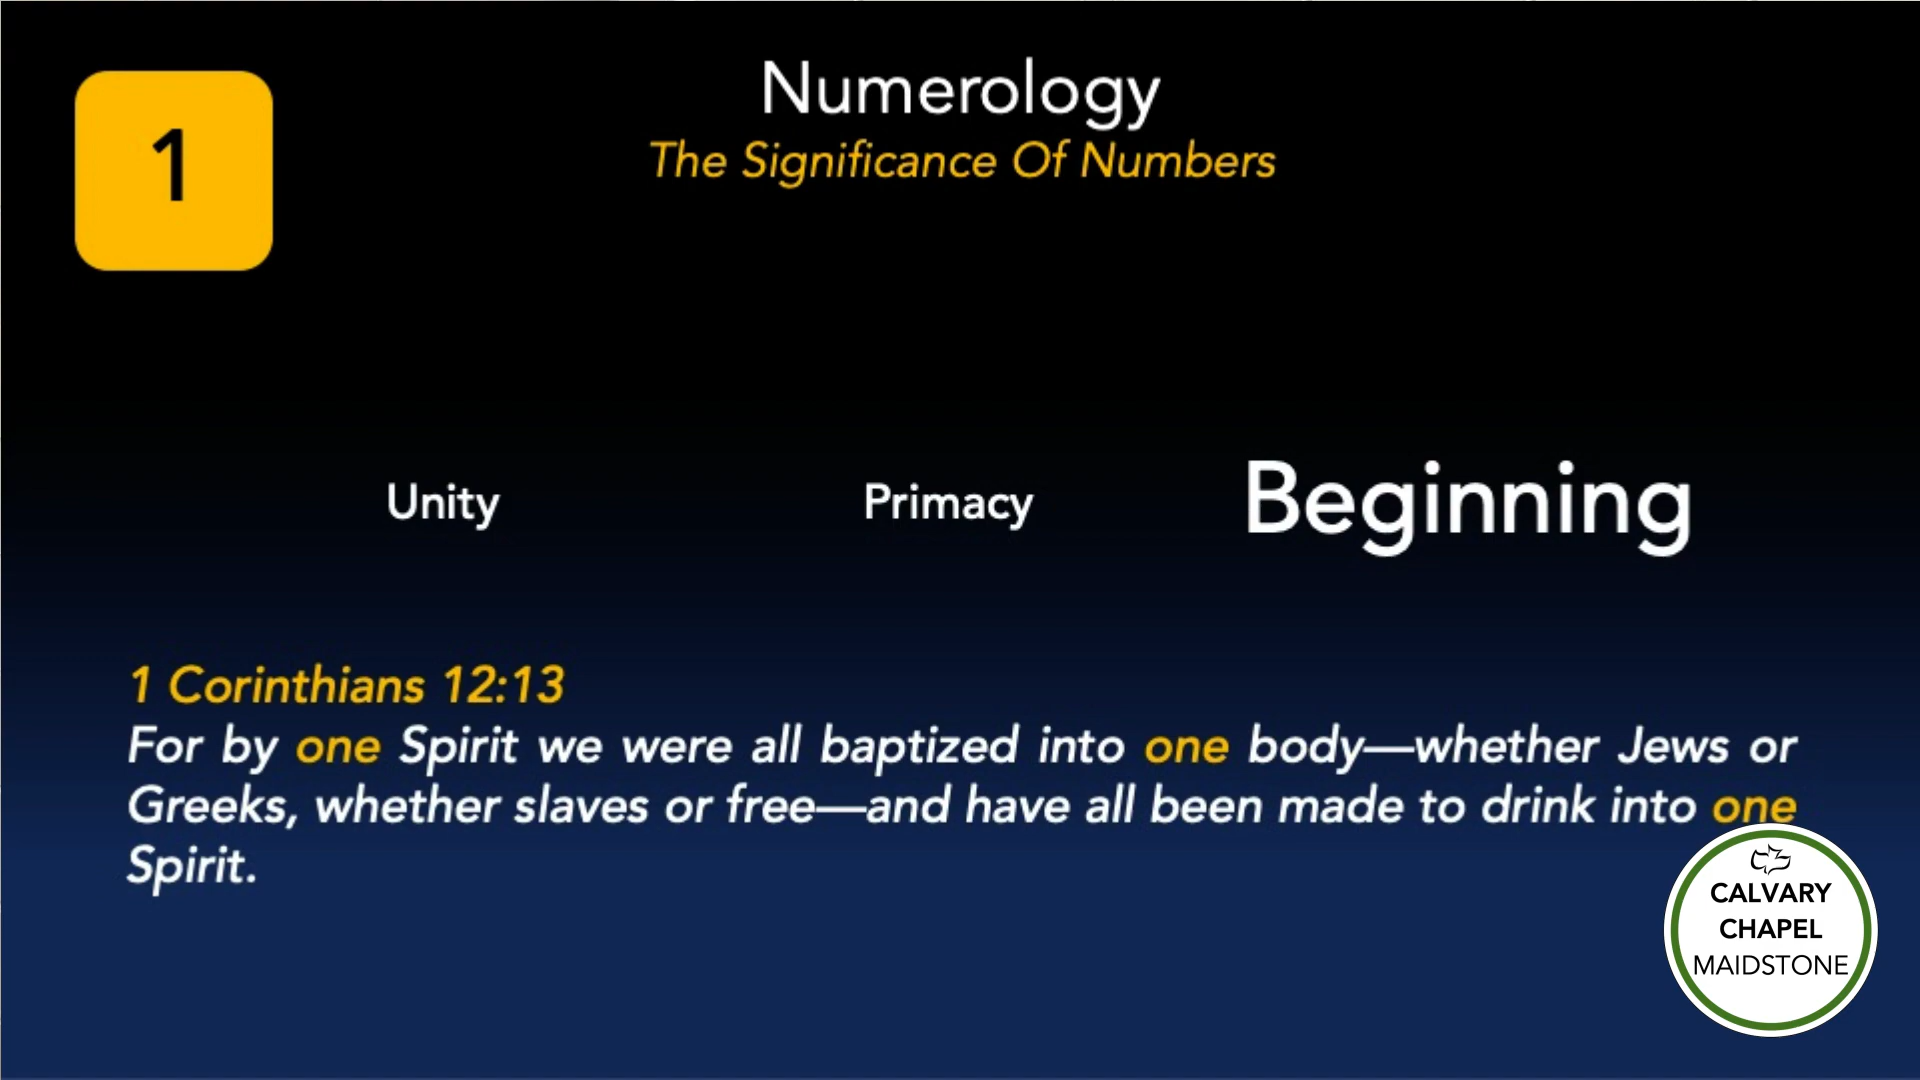 1
Numerology
The Significance Of Numbers
Unity Primacy Beginning
1 Corinthians 12:13
For by one Spirit we were all baptized into one body—whether Jews or
Greeks, whether slaves or free—and have all been made to drink into one
Spirit.
CALVARY
CHAPEL
MAIDSTONE